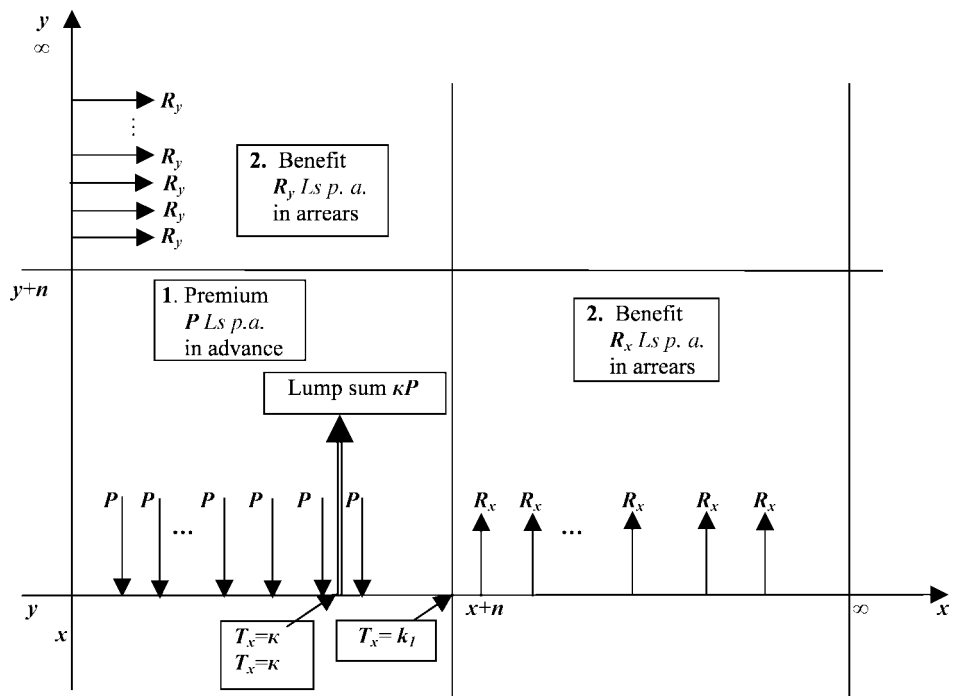 y
∞
R_y
⋮
R_y
R_y
R_y
R_y
2. Benefit
R_y Ls p. a.
in arrears
y+n
1. Premium
P Ls p.a.
in advance
2. Benefit
R_x Ls p. a.
in arrears
Lump sum κP
P P P P P P
...
R_x R_x R_x R_x R_x
...
y
x
x+n
∞
x
T_x=κ
T_x=κ
T_x= k_1